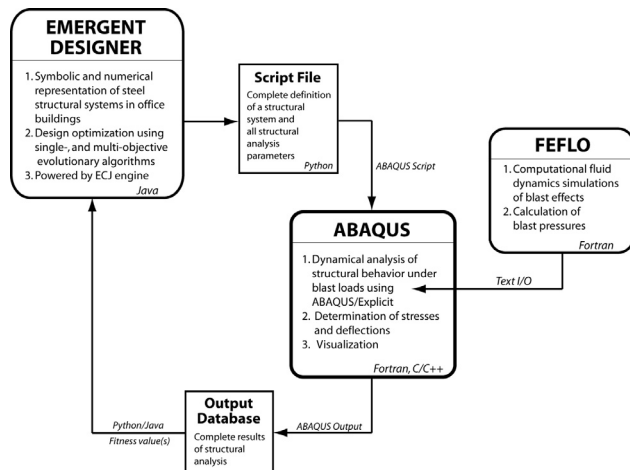 EMERGENT
DESIGNER
1. Symbolic and numerical
representation of steel
structural systems in office
buildings
2. Design optimization using
single-, and multi-objective
evolutionary algorithms
3. Powered by ECJ engine
Java
Script File
Complete definition
of a structural
system and
all structural
analysis
parameters
Python
ABAQUS Script
FEFLO
1. Computational fluid
dynamics simulations
of blast effects
2. Calculation of
blast pressures
Fortran
Text I/O
ABAQUS
1. Dynamical analysis of
structural behavior under
blast loads using
ABAQUS/Explicit
2. Determination of stresses
and deflections
3. Visualization
Fortran, C/C++
ABAQUS Output
Output
Database
Complete results
of structural
analysis
Python/Java
Fitness value(s)